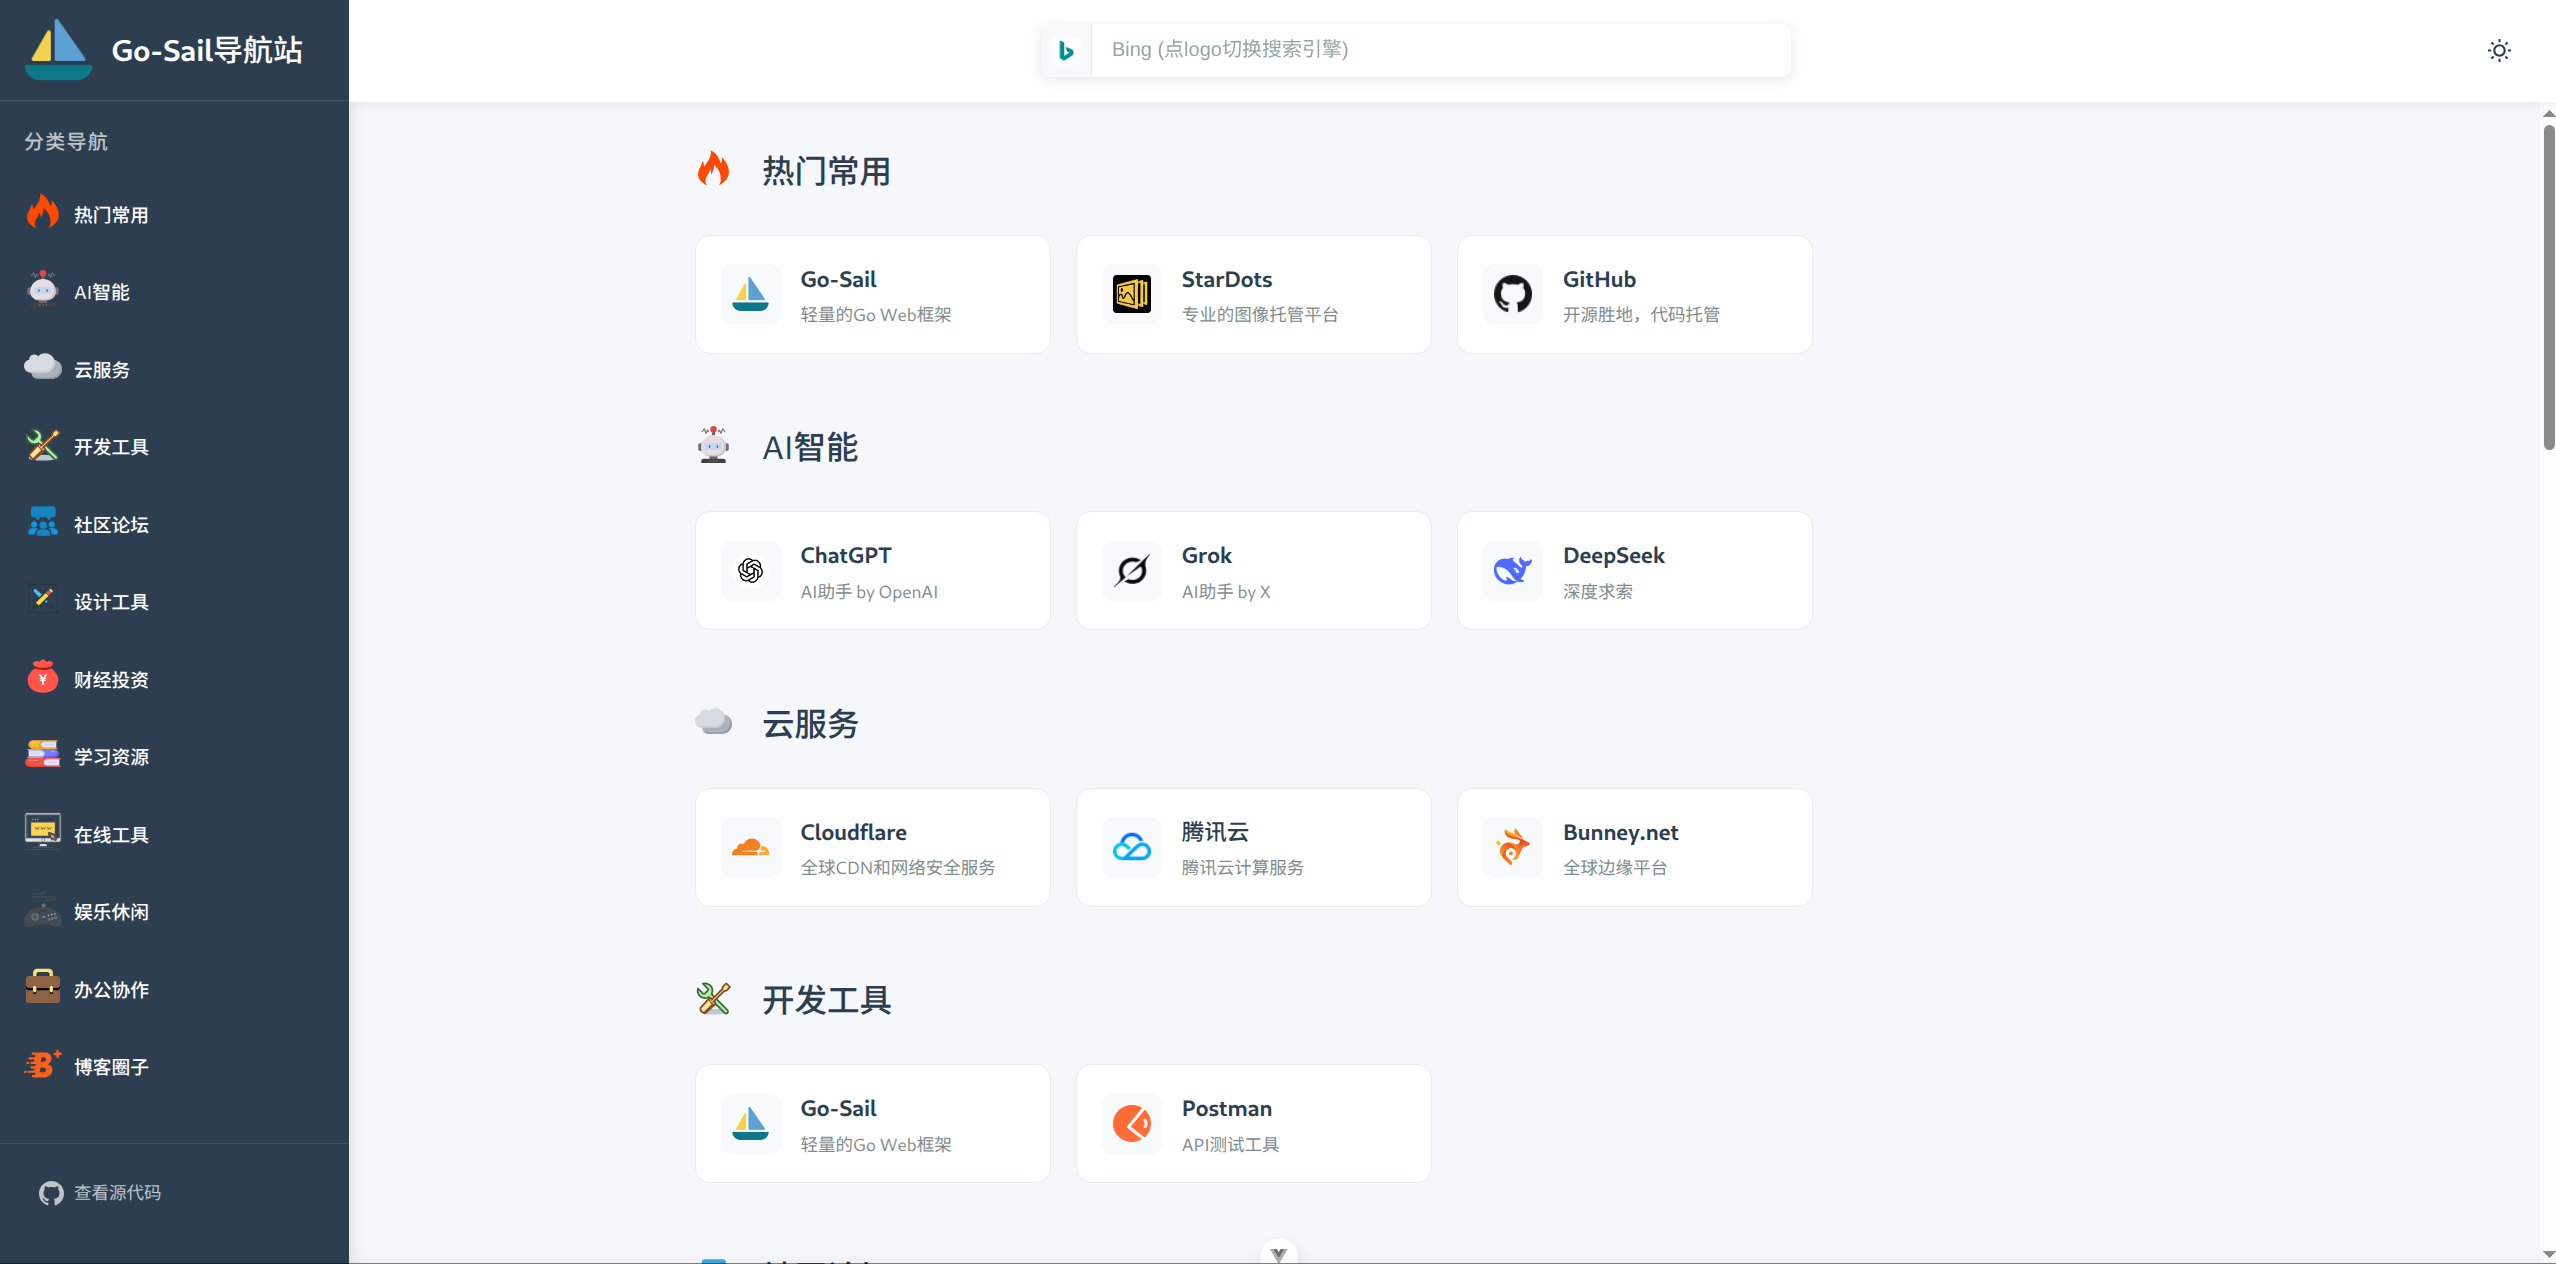 Go-Sail导航站
Bing (点logo切换搜索引擎)
分类导航
热门常用
AI智能
云服务
开发工具
社区论坛
设计工具
财经投资
学习资源
在线工具
娱乐休闲
办公协作
博客圈子
查看源代码
热门常用
Go-Sail
轻量的Go Web框架
StarDots
专业的图像托管平台
GitHub
开源胜地，代码托管
AI智能
ChatGPT
AI助手 by OpenAI
Grok
AI助手 by X
DeepSeek
深度求索
云服务
Cloudflare
全球CDN和网络安全服务
腾讯云
腾讯云计算服务
Bunney.net
全球边缘平台
开发工具
Go-Sail
轻量的Go Web框架
Postman
API测试工具